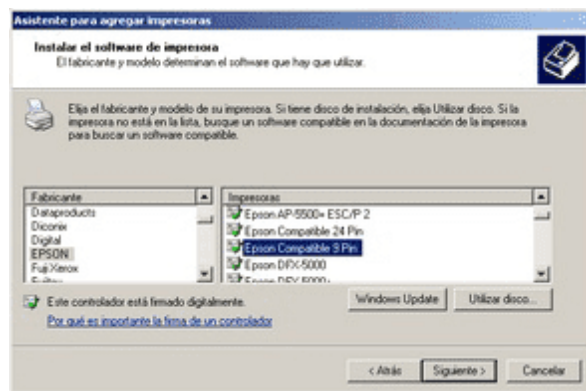 Asistente para agregar impresoras
Instalar el software de impresora
El fabricante y modelo determinan el software que hay que utilizar.
Elija el fabricante y modelo de su impresora. Si tiene disco de instalación, elija Utilizar disco. Si la
impresora no está en la lista, busque un software compatible en la documentación de la impresora
para buscar un software compatible.
Fabricante
Dataproducts
Diconix
Digital
EPSON
Fuji Xerox
Fujitsu
Impresoras
Epson AP-5500+ ESC/P 2
Epson Compatible 24 Pin
Epson Compatible 9 Pin
Epson DFX-5000
Epson DFX-5000+
Este controlador está firmado digitalmente.
Por qué es importante la firma de un controlador
Windows Update
Utilizar disco...
< Atrás
Siguiente >
Cancelar